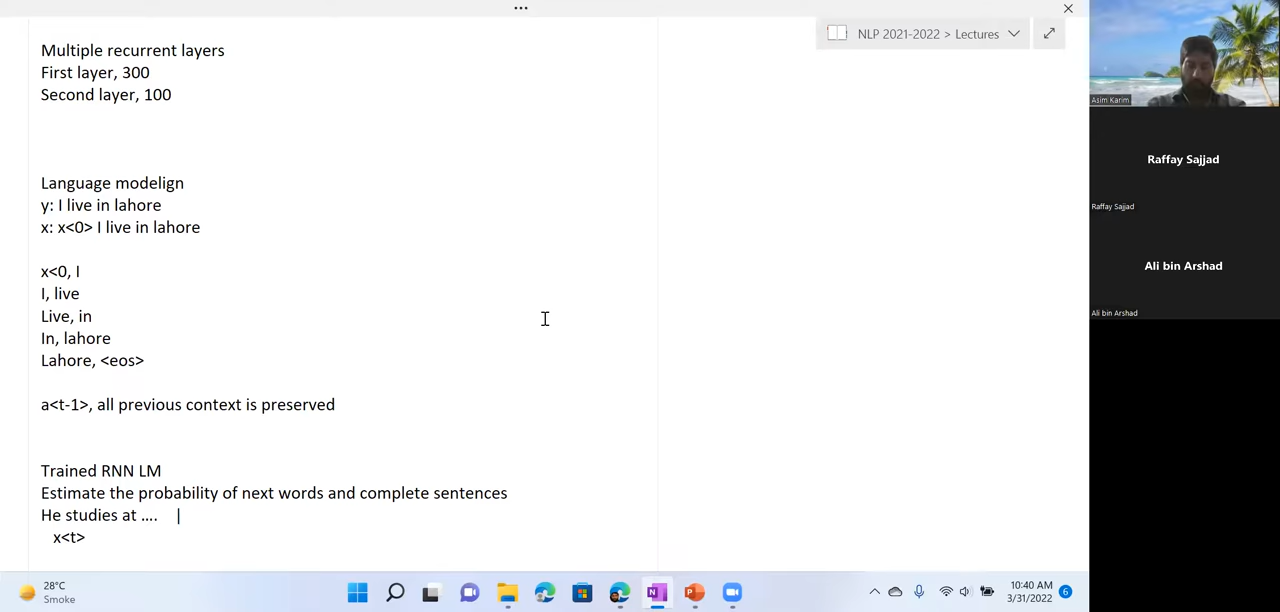 NLP 2021-2022 > Lectures
Multiple recurrent layers
First layer, 300
Second layer, 100
Language modelign
y: I live in lahore
x: x<0> I live in lahore
x<0, I
I, live
Live, in
In, lahore
Lahore, <eos>
a<t-1>, all previous context is preserved
Trained RNN LM
Estimate the probability of next words and complete sentences
He studies at ....
x<t>
Asim Karim
Raffay Sajjad
Raffay Sajjad
Ali bin Arshad
Ali bin Arshad
28°C
Smoke
10:40 AM
3/31/2022
6